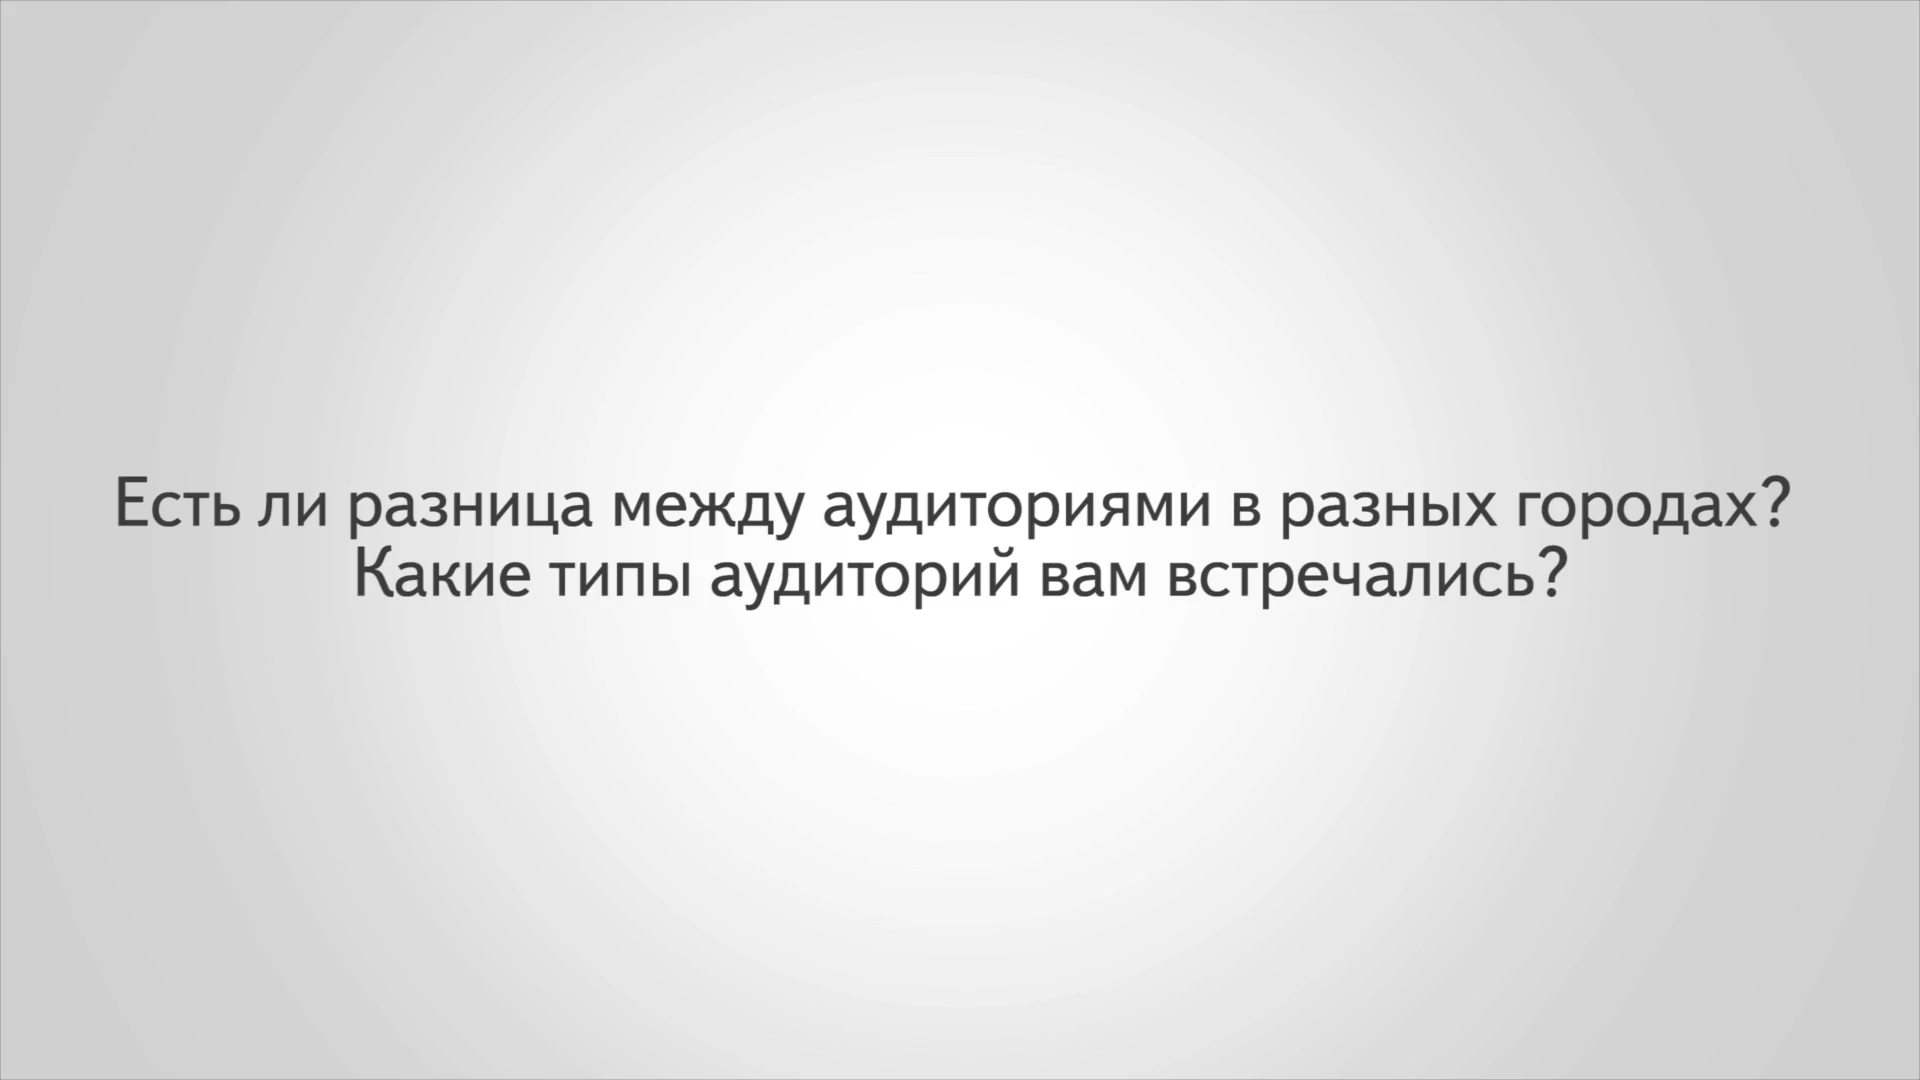 Есть ли разница между аудиториями в разных городах?
Какие типы аудиторий вам встречались?